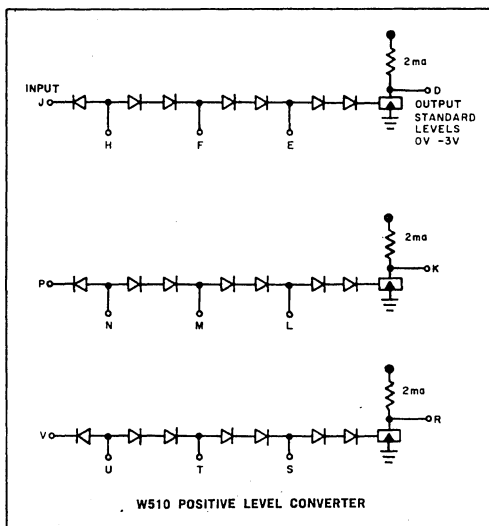 2ma
INPUT
J
D
OUTPUT
STANDARD
LEVELS
0V -3V
H
F
E
2ma
P
K
N
M
L
2ma
V
R
U
T
S
W510 POSITIVE LEVEL CONVERTER